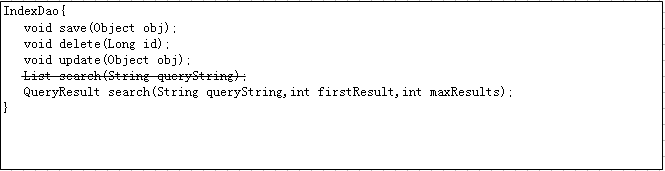 IndexDao{
void save(Object obj);
void delete(Long id);
void update(Object obj);
List search(String queryString);
QueryResult search(String queryString,int firstResult,int maxResults);
}